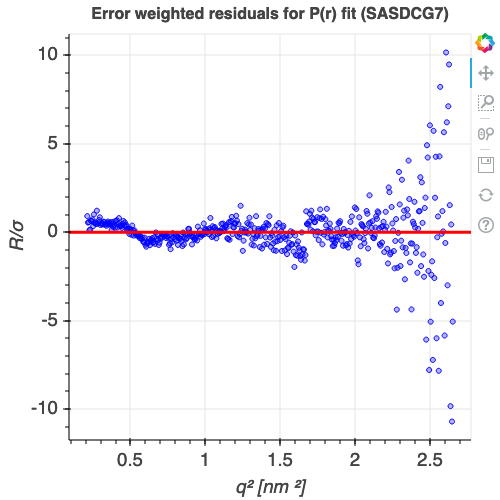 Error weighted residuals for P(r) fit (SASDCG7)
10
5
0
-5
-10
R/σ
0.5 1 1.5 2 2.5
q² [nm ²]